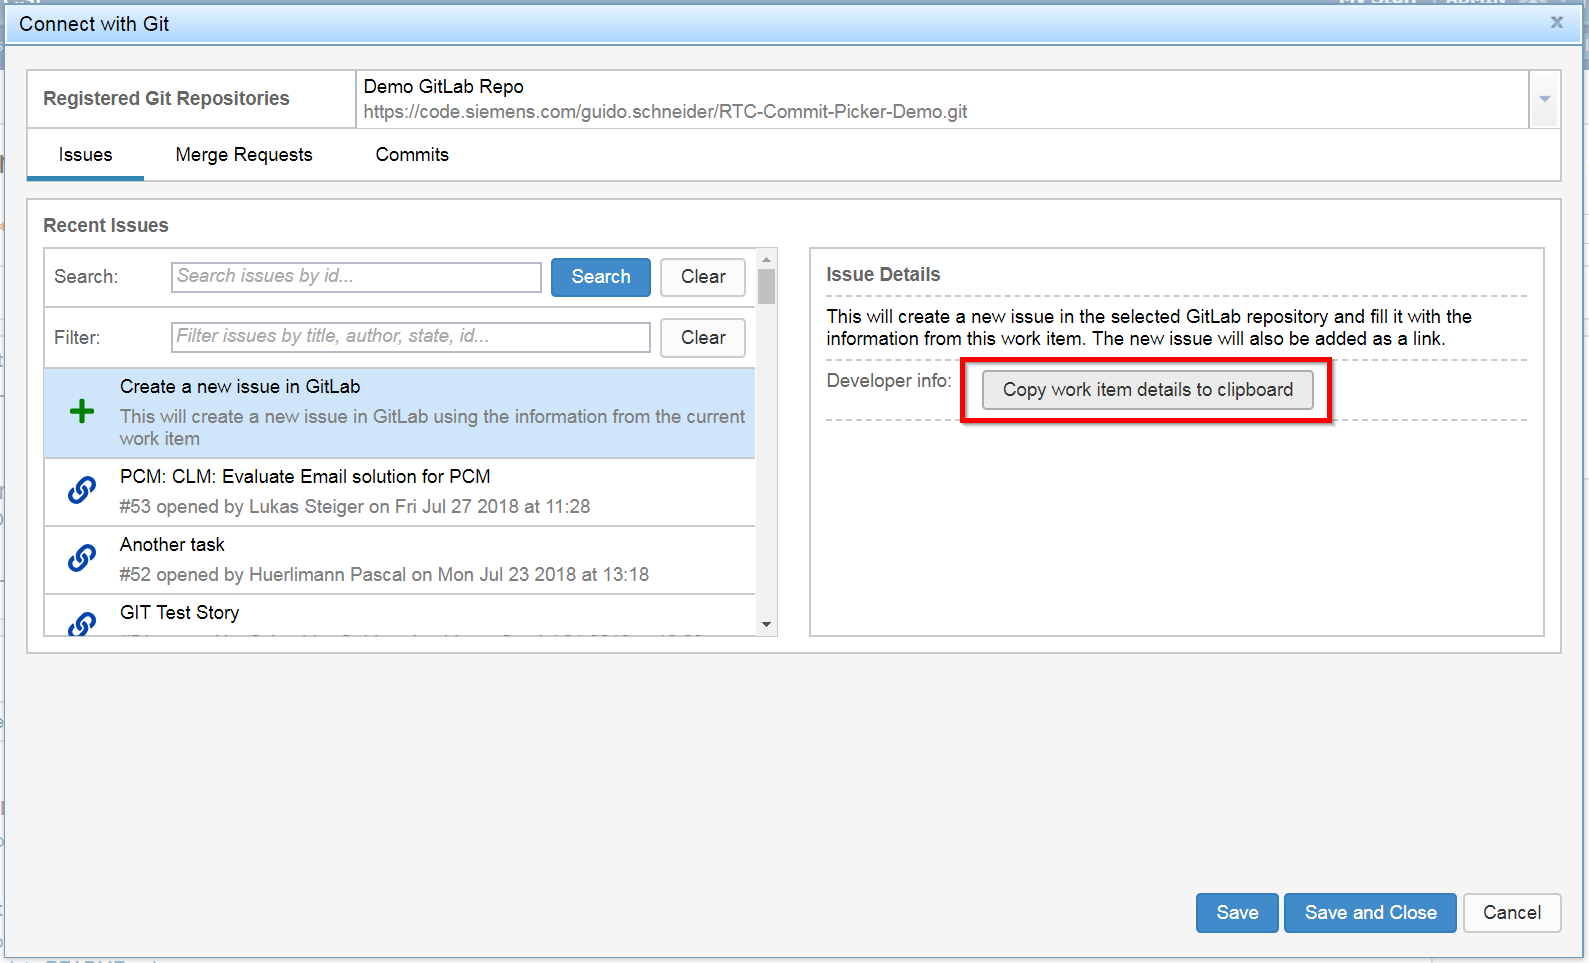 Connect with Git
x
Registered Git Repositories
Demo GitLab Repo
https://code.siemens.com/guido.schneider/RTC-Commit-Picker-Demo.git
Issues
Merge Requests
Commits
Recent Issues
Search:
Search issues by id...
Search
Clear
Filter:
Filter issues by title, author, state, id...
Clear
Create a new issue in GitLab
This will create a new issue in GitLab using the information from the current
work item
PCM: CLM: Evaluate Email solution for PCM
#53 opened by Lukas Steiger on Fri Jul 27 2018 at 11:28
Another task
#52 opened by Huerlimann Pascal on Mon Jul 23 2018 at 13:18
GIT Test Story
Issue Details
This will create a new issue in the selected GitLab repository and fill it with the
information from this work item. The new issue will also be added as a link.
Developer info:
Copy work item details to clipboard
Save
Save and Close
Cancel